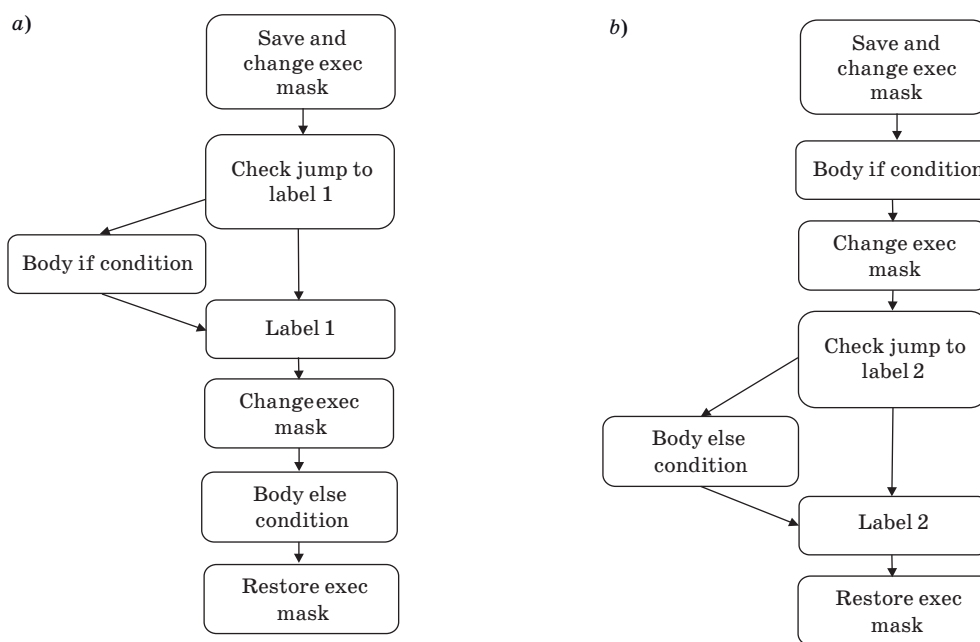 a)
Save and
change exec
mask
Check jump to
label 1
Body if condition
Label 1
Change exec
mask
Body else
condition
Restore exec
mask
b)
Save and
change exec
mask
Body if condition
Change exec
mask
Check jump to
label 2
Body else
condition
Label 2
Restore exec
mask